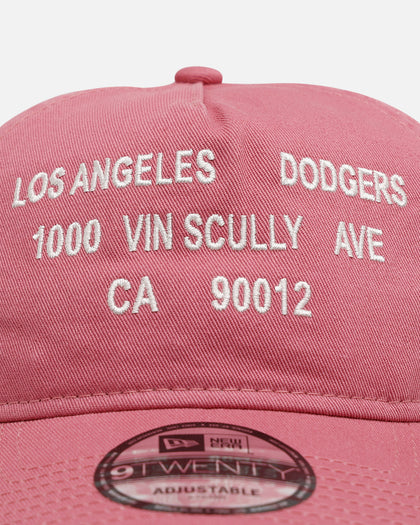 LOS ANGELES DODGERS
1000 VIN SCULLY AVE
CA 90012
NEW ERA
9TWENTY
ADJUSTABLE